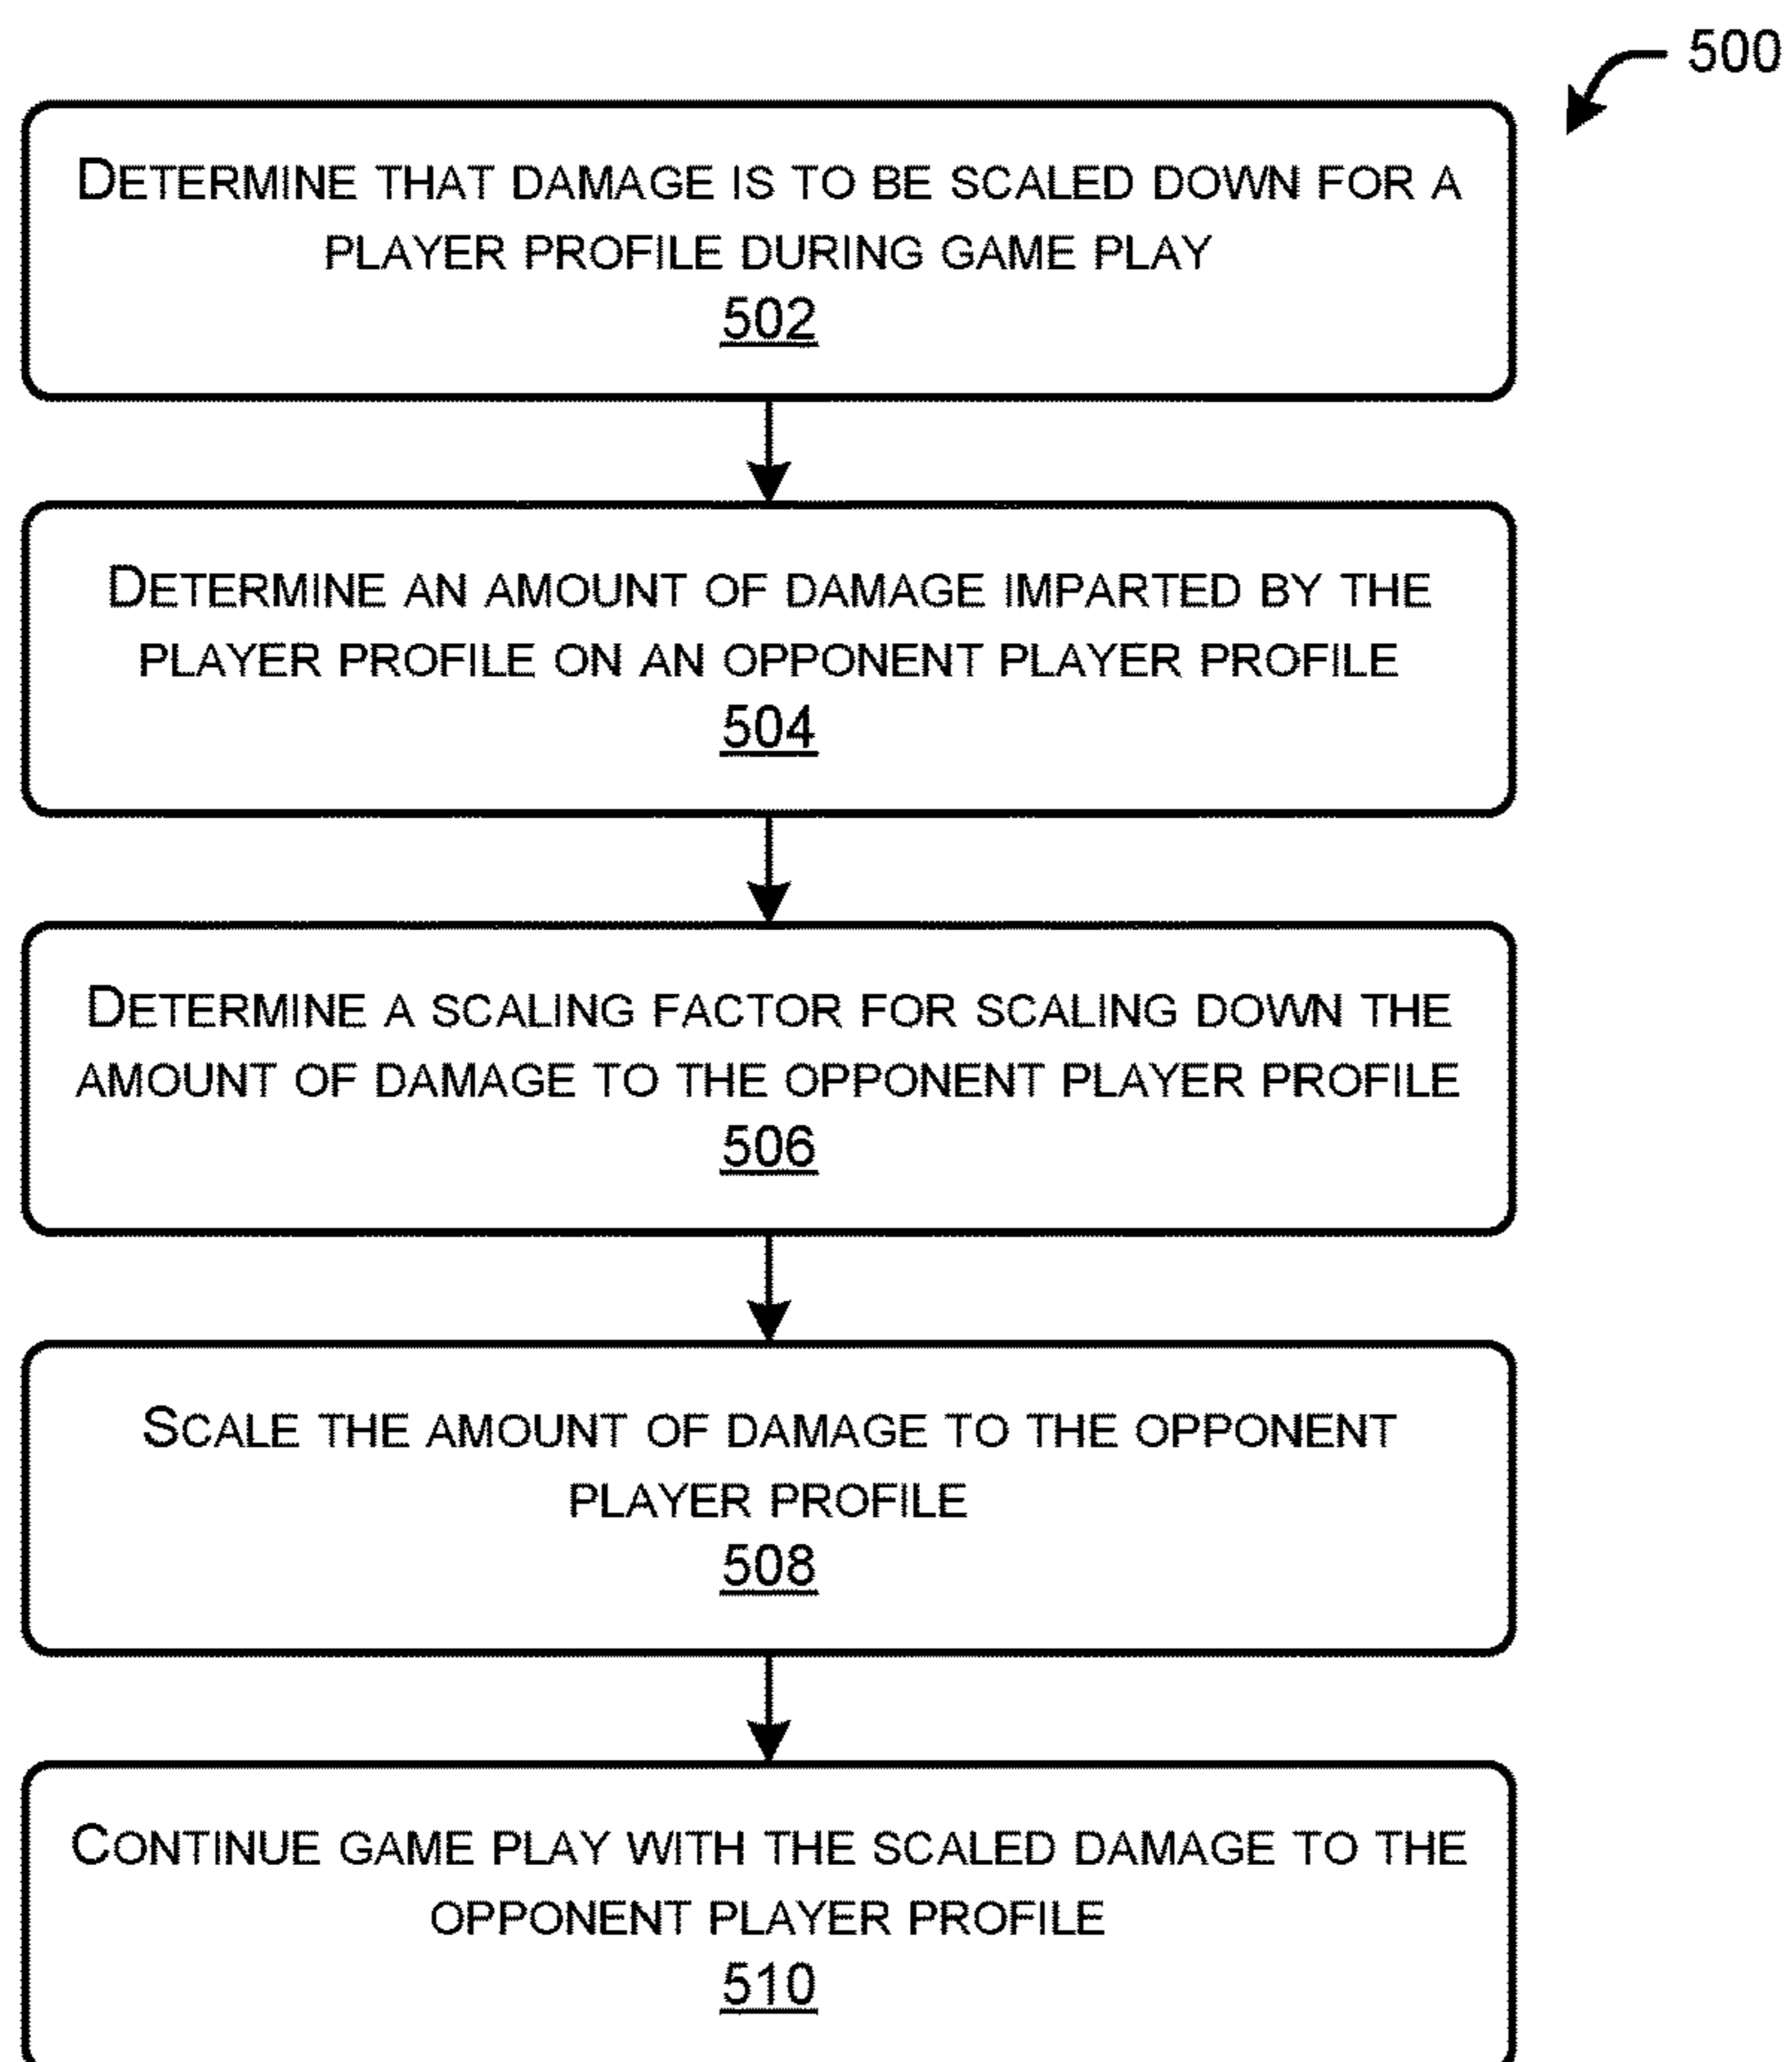 500
DETERMINE THAT DAMAGE IS TO BE SCALED DOWN FOR A
PLAYER PROFILE DURING GAME PLAY
502
DETERMINE AN AMOUNT OF DAMAGE IMPARTED BY THE
PLAYER PROFILE ON AN OPPONENT PLAYER PROFILE
504
DETERMINE A SCALING FACTOR FOR SCALING DOWN THE
AMOUNT OF DAMAGE TO THE OPPONENT PLAYER PROFILE
506
SCALE THE AMOUNT OF DAMAGE TO THE OPPONENT
PLAYER PROFILE
508
CONTINUE GAME PLAY WITH THE SCALED DAMAGE TO THE
OPPONENT PLAYER PROFILE
510